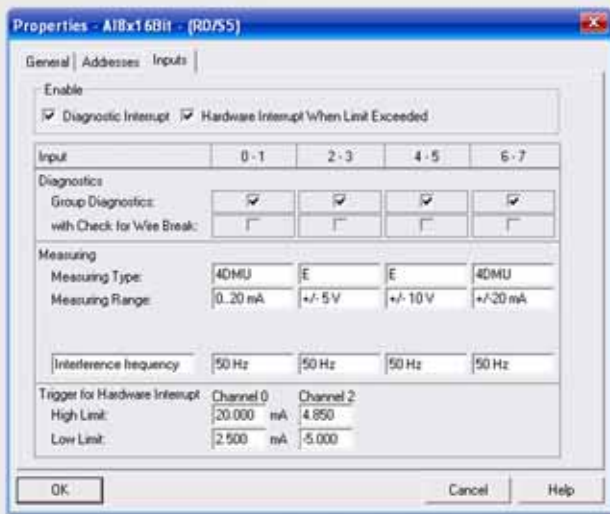 Properties - AI8x16Bit - (R0/S5)
General Addresses Inputs
Enable
Diagnostic Interrupt Hardware Interrupt When Limit Exceeded
Input 0 - 1 2 - 3 4 - 5 6 - 7
Diagnostics
Group Diagnostics:
with Check for Wire Break:
Measuring
Measuring Type: 4DMU E E 4DMU
Measuring Range: 0..20 mA +/- 5 V +/- 10 V +/-20 mA
Interference frequency 50 Hz 50 Hz 50 Hz 50 Hz
Trigger for Hardware Interrupt Channel 0 Channel 2
High Limit: 20.000 mA 4.850
Low Limit: 2.500 mA -5.000
OK Cancel Help